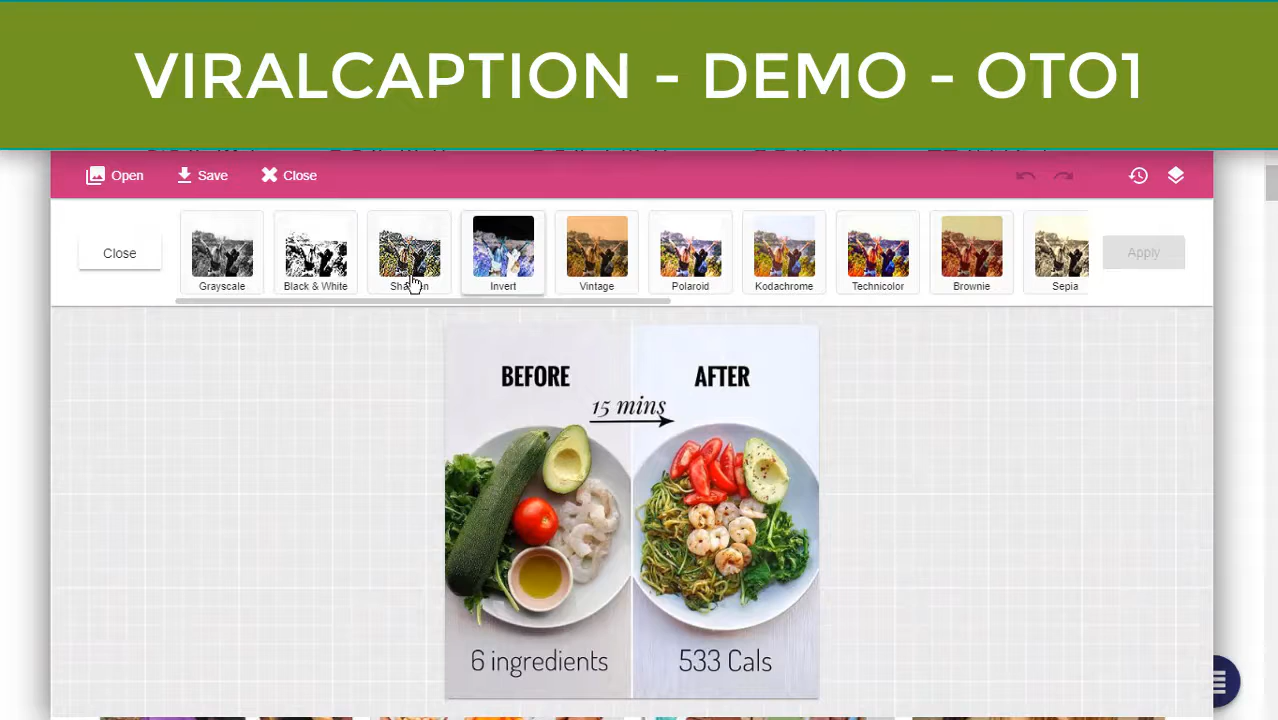 VIRALCAPTION - DEMO - OTO1
Open Save Close
Close
Grayscale Black & White Invert Vintage Polaroid Kodachrome Technicolor Brownie Sepia
Apply
BEFORE AFTER
15 mins
6 ingredients 533 Cals